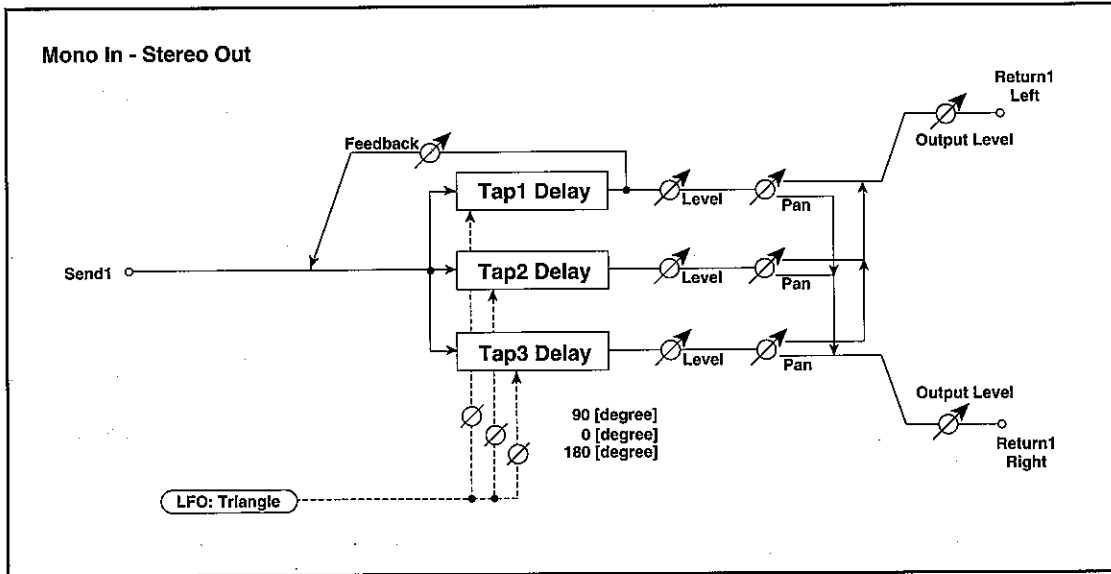 Mono In - Stereo Out
Return1
Left
Output Level
Feedback
Tap1 Delay
Level
Pan
Send1
Tap2 Delay
Level
Pan
Tap3 Delay
Level
Pan
Output Level
90 [degree]
0 [degree]
180 [degree]
Return1
Right
LFO: Triangle